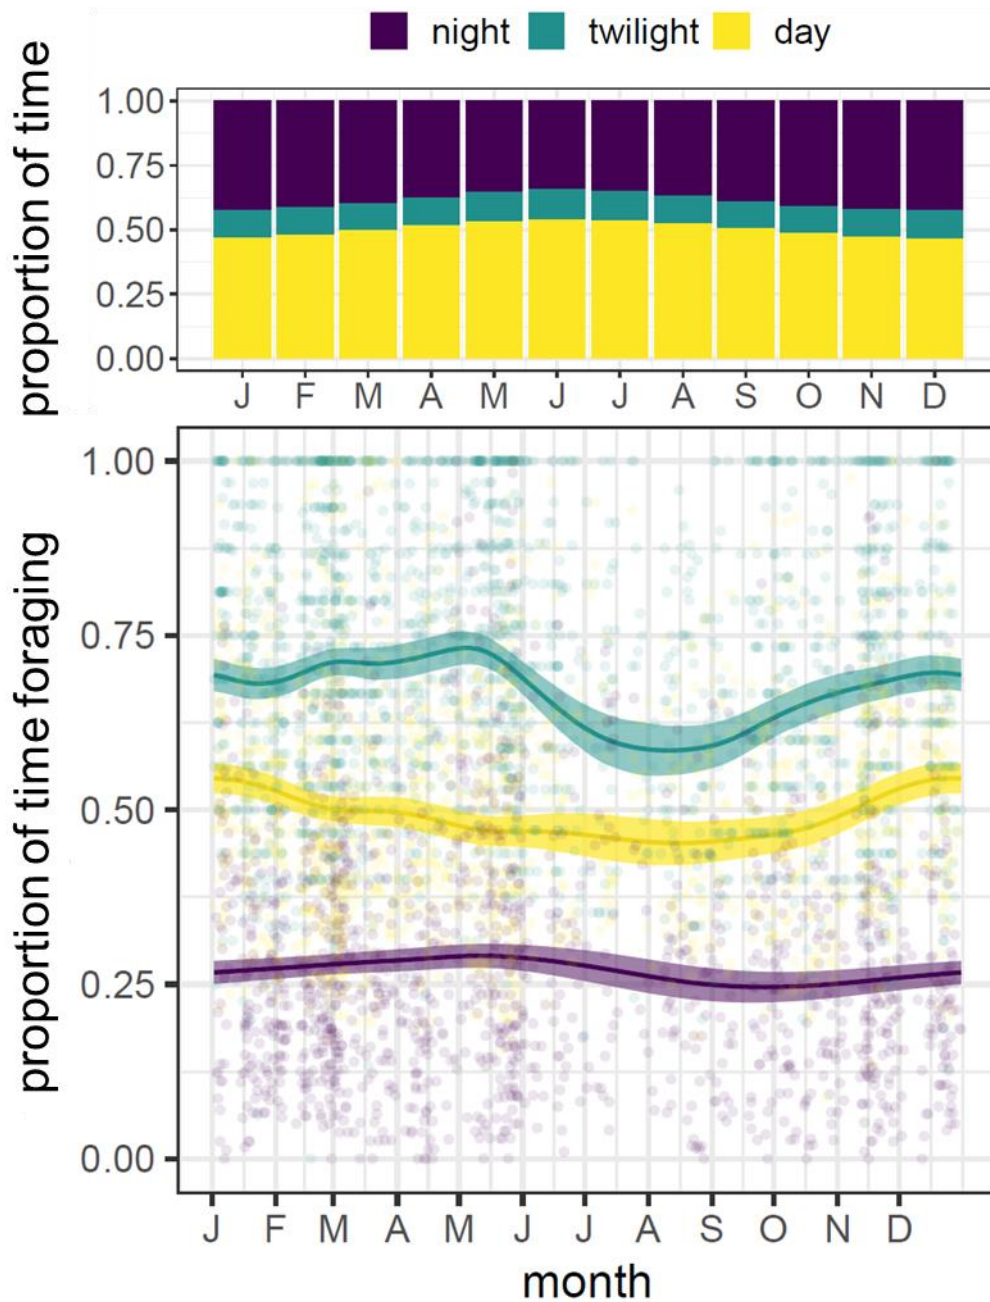 night twilight day
proportion of time
1.00
0.75
0.50
0.25
0.00
J F M A M J J A S O N D
proportion of time foraging
1.00
0.75
0.50
0.25
0.00
J F M A M J J A S O N D
month